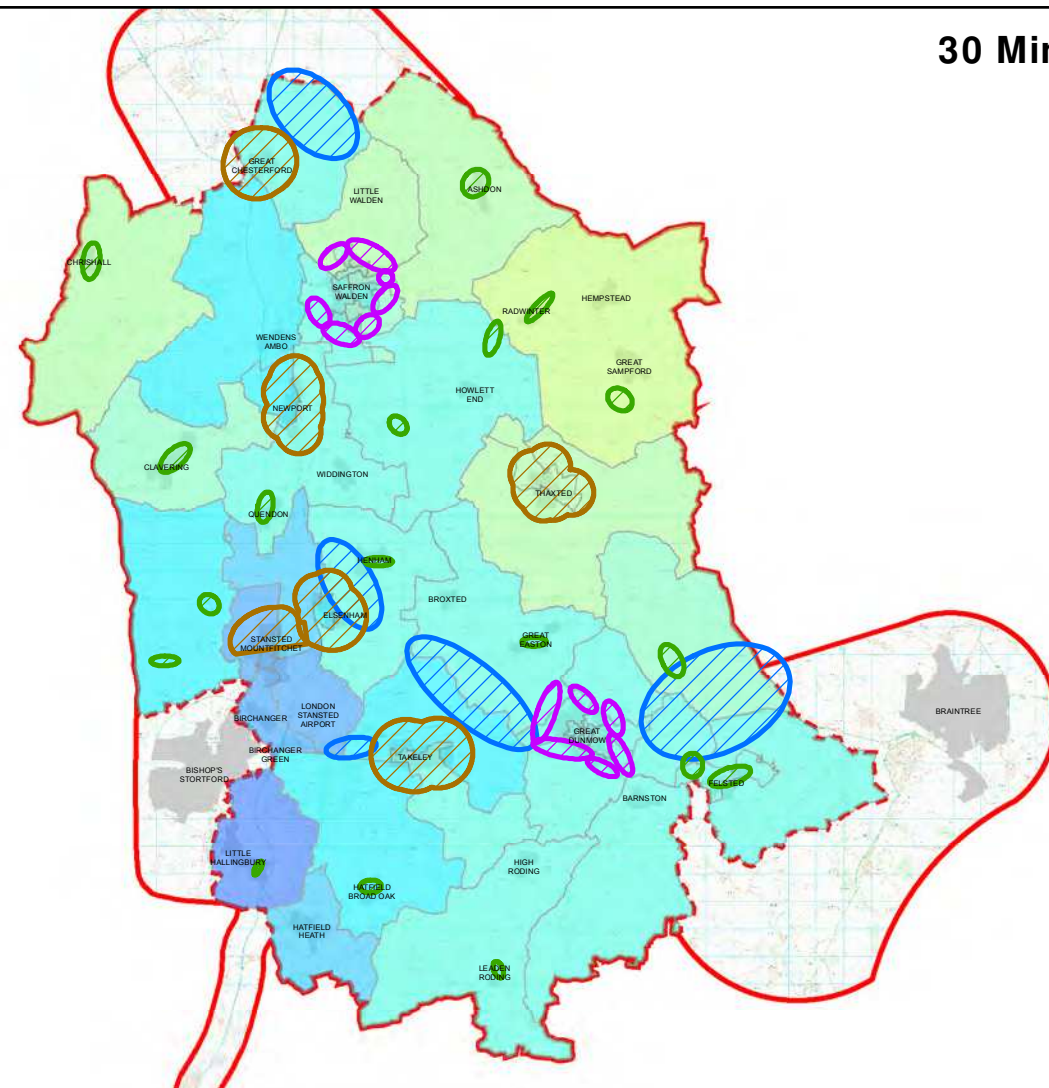 30 Min
GREAT
CHESTERFORD
LITTLE
WALDEN
ASHDON
CHRISHALL
SAFFRON
WALDEN
HEMPSTEAD
RADWINTER
WENDENS
AMBO
GREAT
SAMPFORD
HOWLETT
END
NEWPORT
CLAVERING
WIDDINGTON
THAXTED
QUENDON
HENHAM
BROXTED
ELSENHAM
STANSTED
MOUNTFITCHET
GREAT
EASTON
LONDON
STANSTED
AIRPORT
BIRCHANGER
BRAINTREE
GREAT
DUNMOW
BIRCHANGER
GREEN
TAKELEY
BISHOP'S
STORTFORD
FELSTED
BARNSTON
LITTLE
HALLINGBURY
HIGH
RODING
HATFIELD
BROAD OAK
HATFIELD
HEATH
LEADEN
RODING